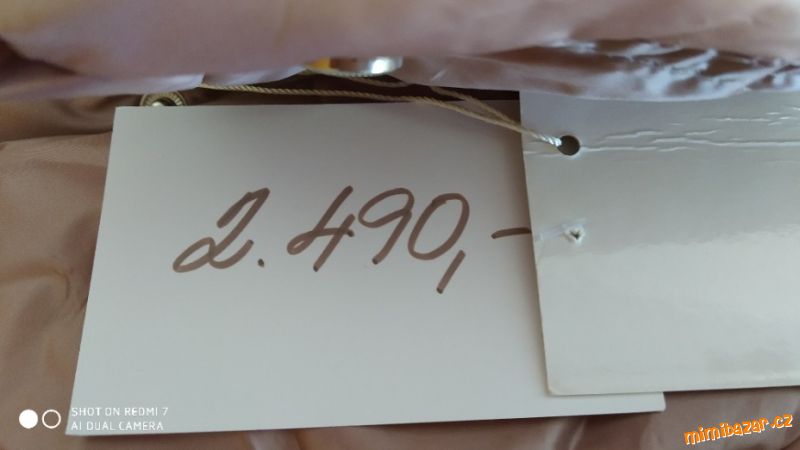 2.490,-
SHOT ON REDMI 7
AI DUAL CAMERA
mimibazar.cz